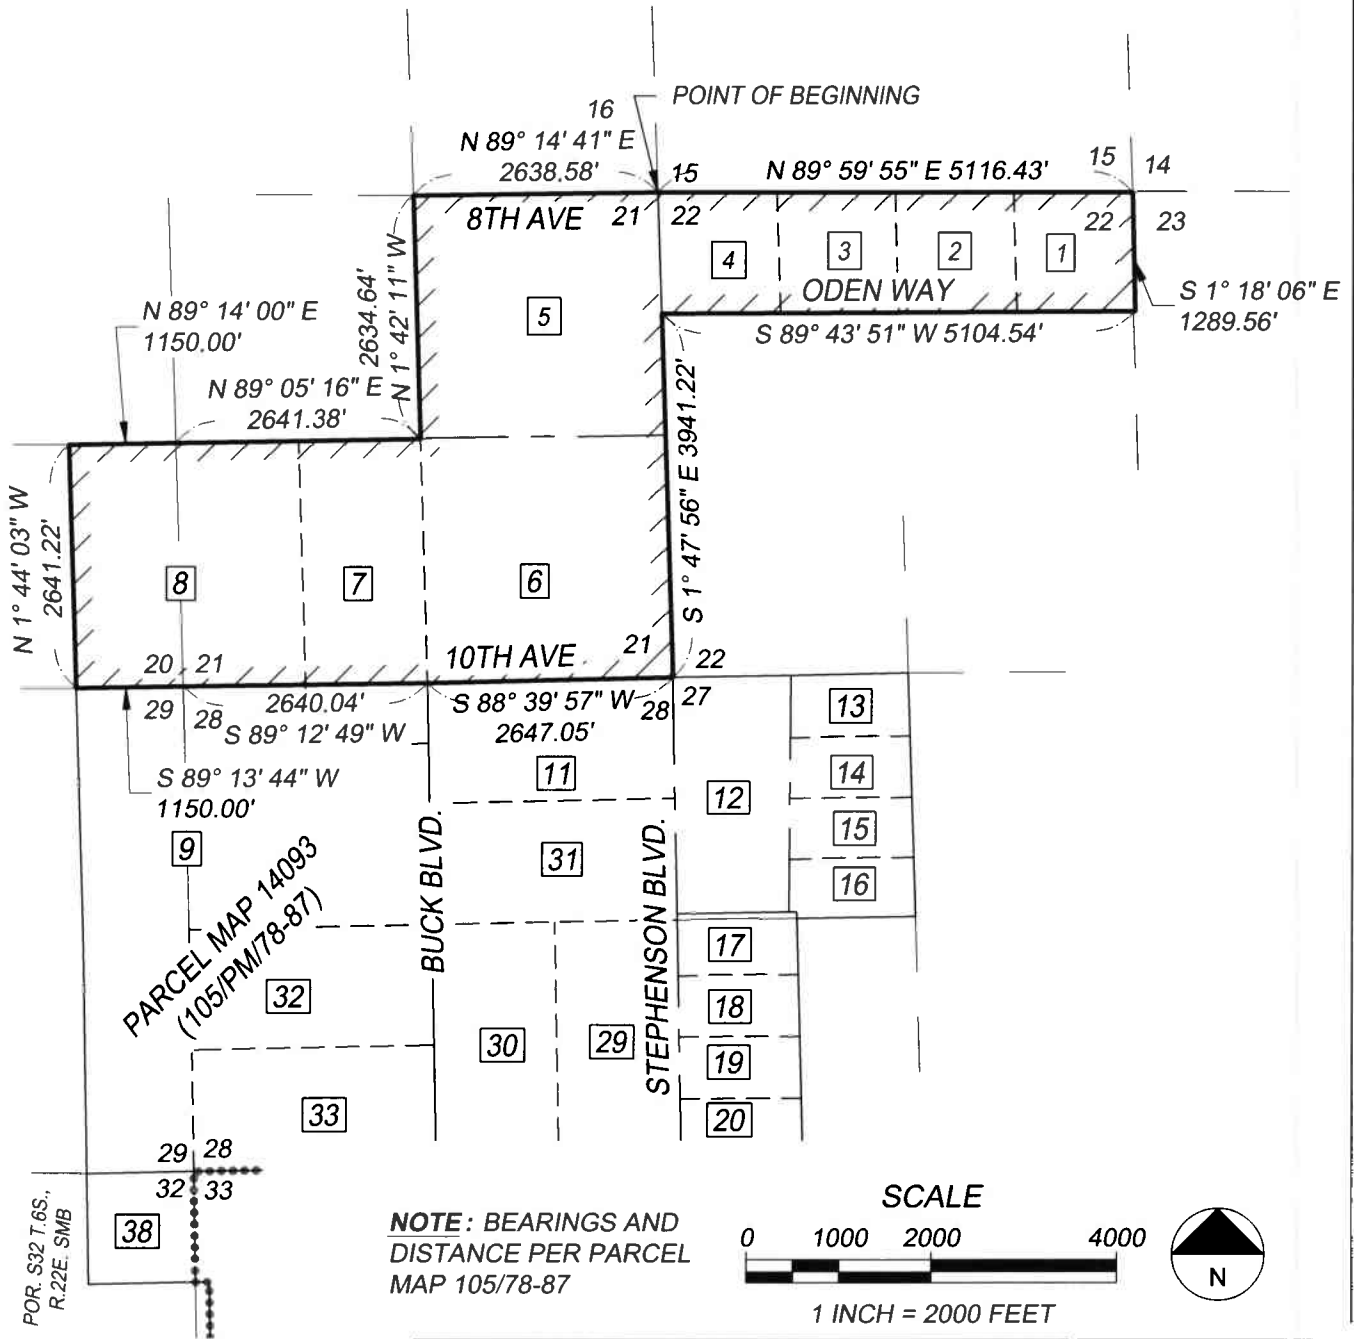 POINT OF BEGINNING
16
N 89° 14' 41" E
2638.58'
15
N 89° 59' 55" E 5116.43'
15
14
8TH AVE
21
22
22
23
4
3
2
1
ODEN WAY
S 1° 18' 06" E
1289.56'
S 89° 43' 51" W 5104.54'
N 1° 42' 11" W
2634.64'
5
N 89° 14' 00" E
1150.00'
N 89° 05' 16" E
2641.38'
S 1° 47' 56" E 3941.22'
N 1° 44' 03" W
2641.22'
8
7
6
20
21
10TH AVE
21
22
29
28
2640.04'
S 89° 12' 49" W
S 88° 39' 57" W
2647.05'
28
27
S 89° 13' 44" W
1150.00'
11
12
13
14
15
16
9
31
PARCEL MAP 14093
(105/PM/78-87)
BUCK BLVD.
STEPHENSON BLVD.
32
30
29
17
18
19
20
33
29
28
32
33
38
POR. S32 T.6S.,
R.22E. SMB
NOTE: BEARINGS AND
DISTANCE PER PARCEL
MAP 105/78-87
SCALE
0 1000 2000 4000
1 INCH = 2000 FEET
N